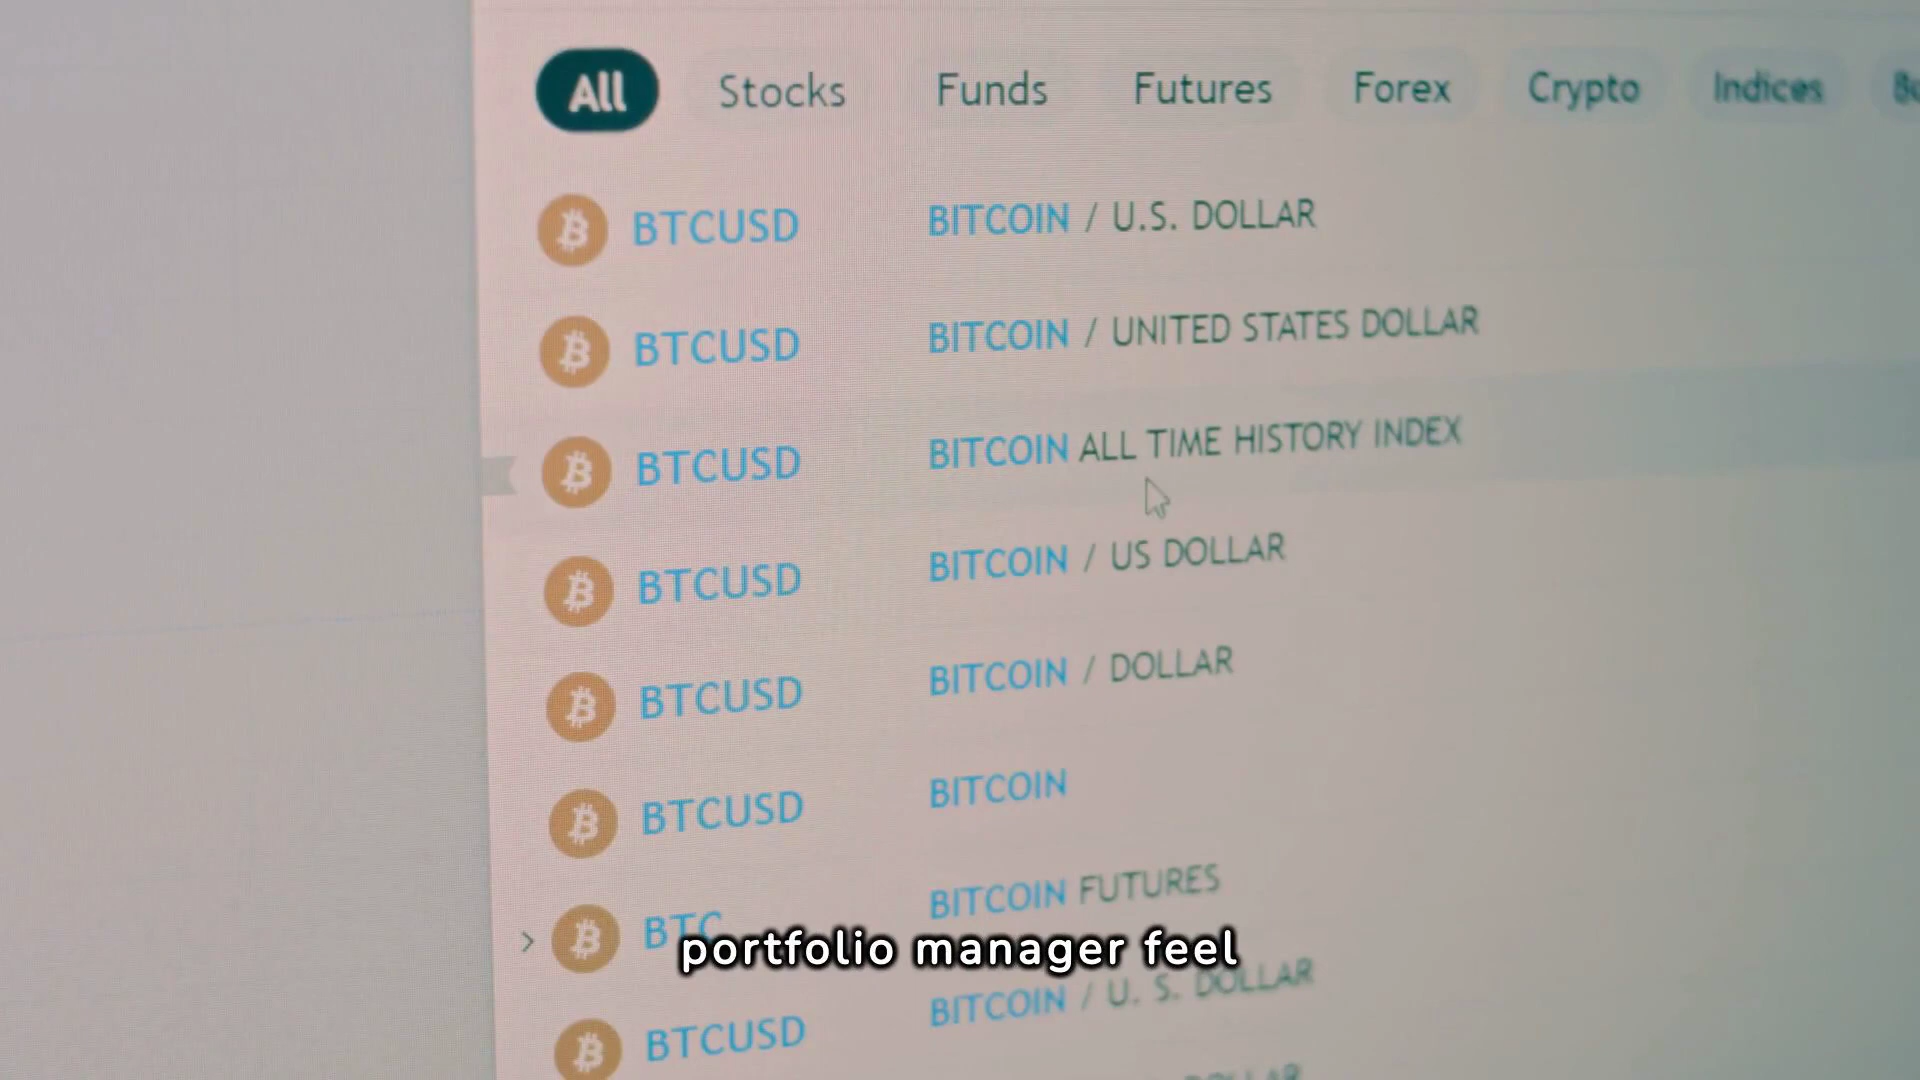 All Stocks Funds Futures Forex Crypto Indices
BTCUSD BITCOIN / U.S. DOLLAR
BTCUSD BITCOIN / UNITED STATES DOLLAR
BTCUSD BITCOIN ALL TIME HISTORY INDEX
BTCUSD BITCOIN / US DOLLAR
BTCUSD BITCOIN / DOLLAR
BTCUSD BITCOIN
BTC BITCOIN FUTURES
portfolio manager feel
BTCUSD BITCOIN / U. S. DOLLAR